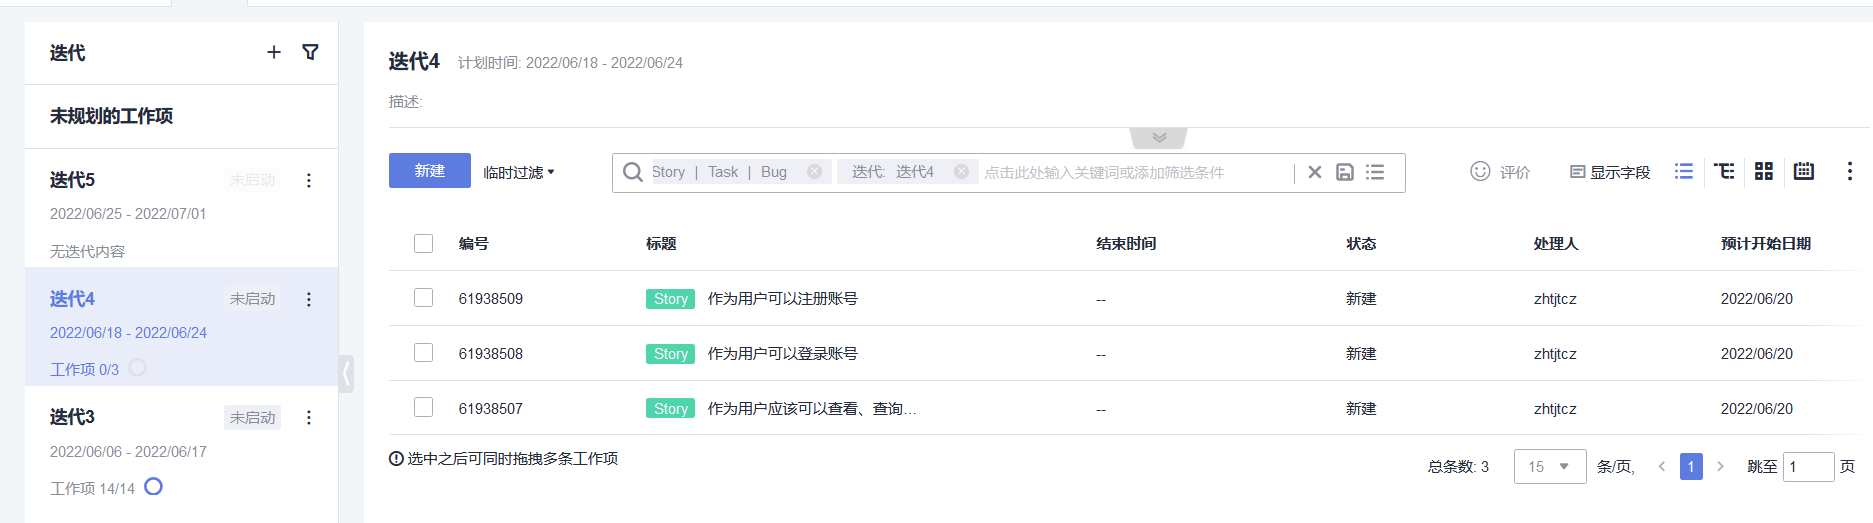 迭代
未规划的工作项
迭代5 未启动
2022/06/25 - 2022/07/01
无迭代内容
迭代4 未启动
2022/06/18 - 2022/06/24
工作项 0/3
迭代3 未启动
2022/06/06 - 2022/06/17
工作项 14/14
迭代4 计划时间: 2022/06/18 - 2022/06/24
描述:
新建 临时过滤 Story | Task | Bug 迭代: 迭代4 点击此处输入关键词或添加筛选条件 评价 显示字段
编号 标题 结束时间 状态 处理人 预计开始日期
61938509 Story 作为用户可以注册账号 -- 新建 zhtjtcz 2022/06/20
61938508 Story 作为用户可以登录账号 -- 新建 zhtjtcz 2022/06/20
61938507 Story 作为用户应该可以查看、查询... -- 新建 zhtjtcz 2022/06/20
选中之后可同时拖拽多条工作项
总条数: 3 15 条/页, < 1 > 跳至 1 页